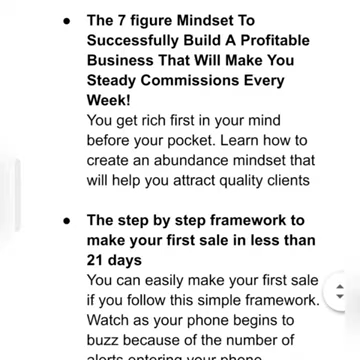 ● The 7 figure Mindset To
Successfully Build A Profitable
Business That Will Make You
Steady Commissions Every
Week!
You get rich first in your mind
before your pocket. Learn how to
create an abundance mindset that
will help you attract quality clients
● The step by step framework to
make your first sale in less than
21 days
You can easily make your first sale
if you follow this simple framework.
Watch as your phone begins to
buzz because of the number of
alerts entering your phone